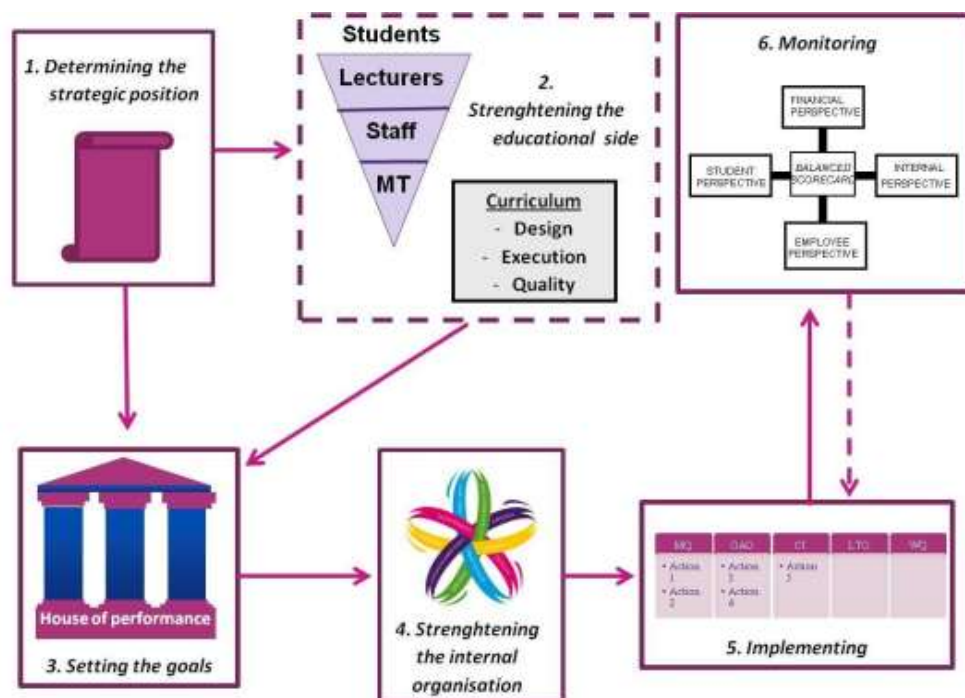 1. Determining the
strategic position
Students
Lecturers
Staff
MT
2.
Strenghtening the
educational side
Curriculum
- Design
- Execution
- Quality
6. Monitoring
FINANCIAL
PERSPECTIVE
STUDENT
PERSPECTIVE
BALANCED
SCORECARD
INTERNAL
PERSPECTIVE
EMPLOYEE
PERSPECTIVE
House of performance
3. Setting the goals
4. Strenghtening
the internal
organisation
MQ OAO CI LTO WQ
• Action
1
• Action
2
• Action
3
• Action
4
• Action
5. Implementing